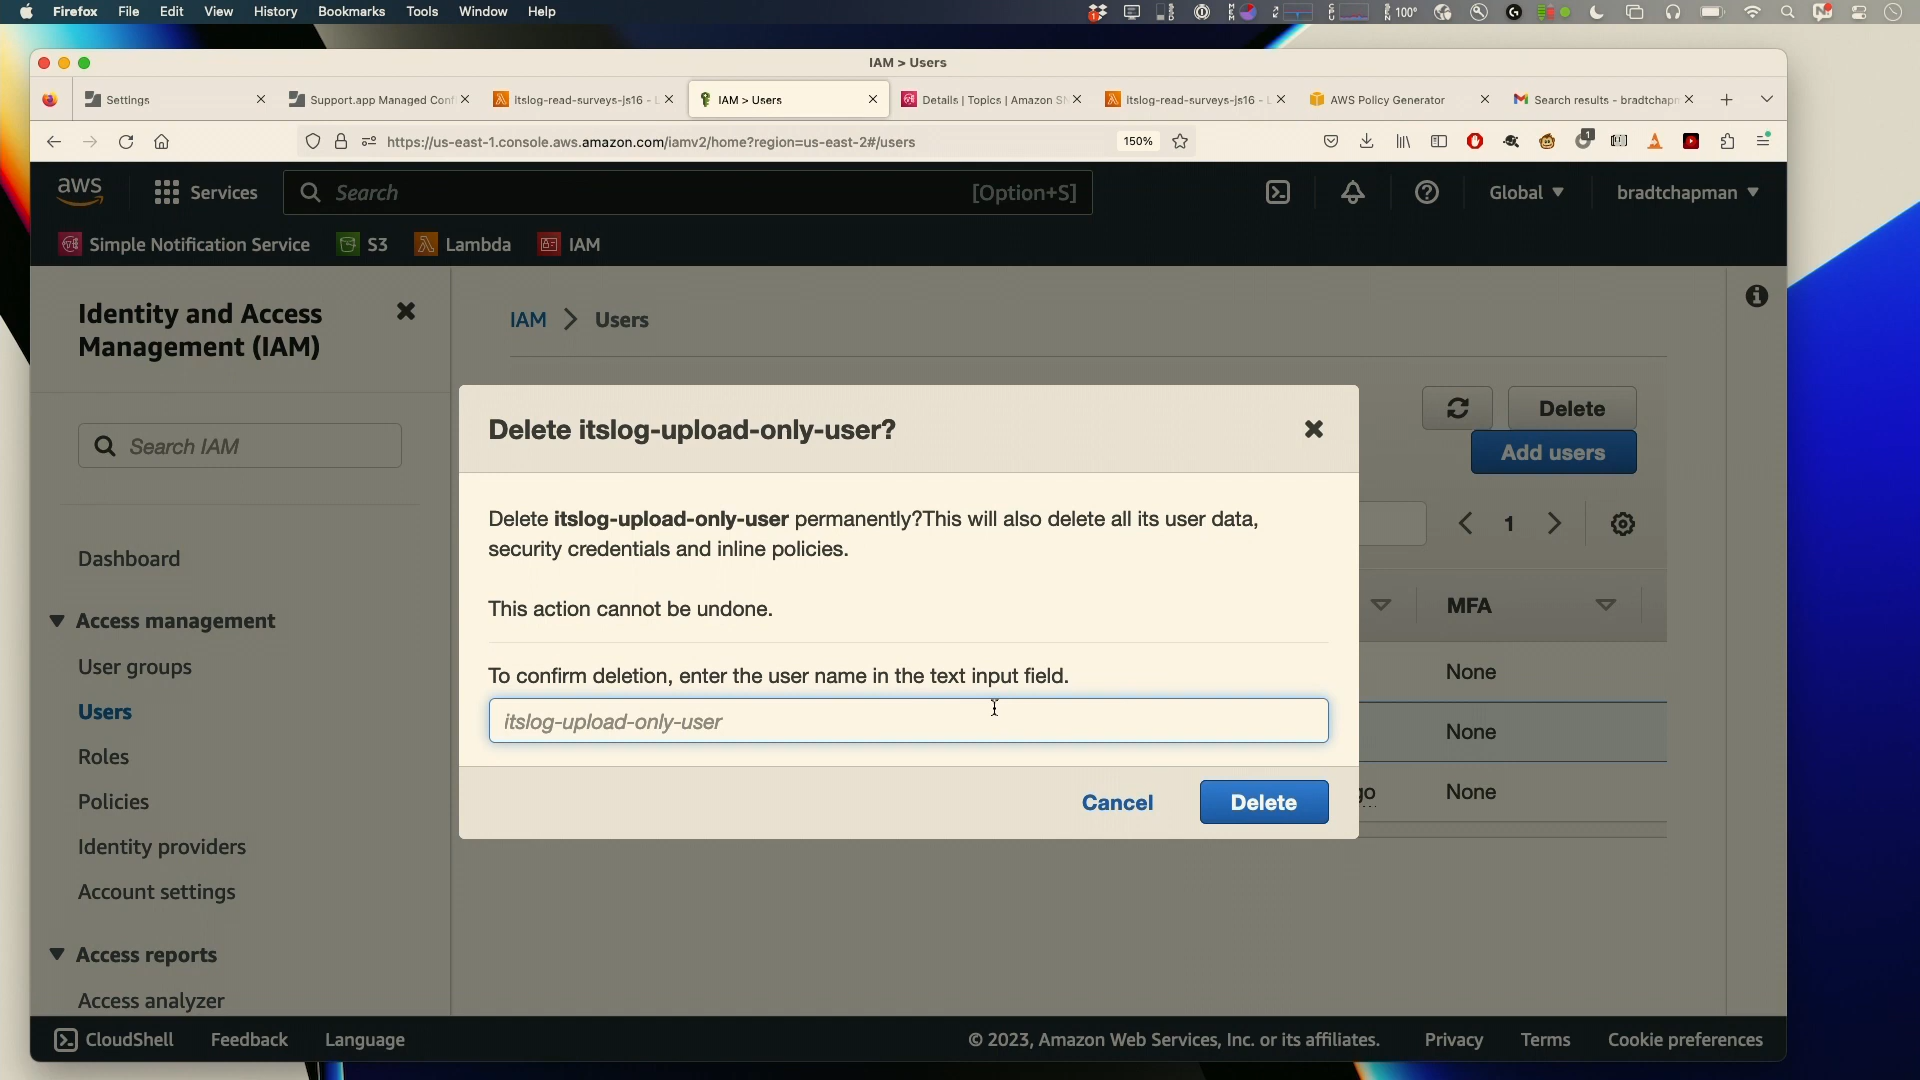 Firefox File Edit View History Bookmarks Tools Window Help
100°
IAM > Users
Settings
Support.app Managed Conf
itslog-read-surveys-js16 - L
IAM > Users
Details | Topics | Amazon SN
itslog-read-surveys-js16 - L
AWS Policy Generator
Search results - bradtchapm
https://us-east-1.console.aws.amazon.com/iamv2/home?region=us-east-2#/users
150%
1
aws
Services
Search
[Option+S]
Global
bradtchapman
Simple Notification Service
S3
Lambda
IAM
Identity and Access
Management (IAM)
Search IAM
Dashboard
Access management
User groups
Users
Roles
Policies
Identity providers
Account settings
Access reports
Access analyzer
IAM > Users
Delete
Add users
1
MFA
None
None
go
None
Delete itslog-upload-only-user?
Delete itslog-upload-only-user permanently?This will also delete all its user data,
security credentials and inline policies.
This action cannot be undone.
To confirm deletion, enter the user name in the text input field.
itslog-upload-only-user
Cancel
Delete
CloudShell
Feedback
Language
© 2023, Amazon Web Services, Inc. or its affiliates.
Privacy
Terms
Cookie preferences